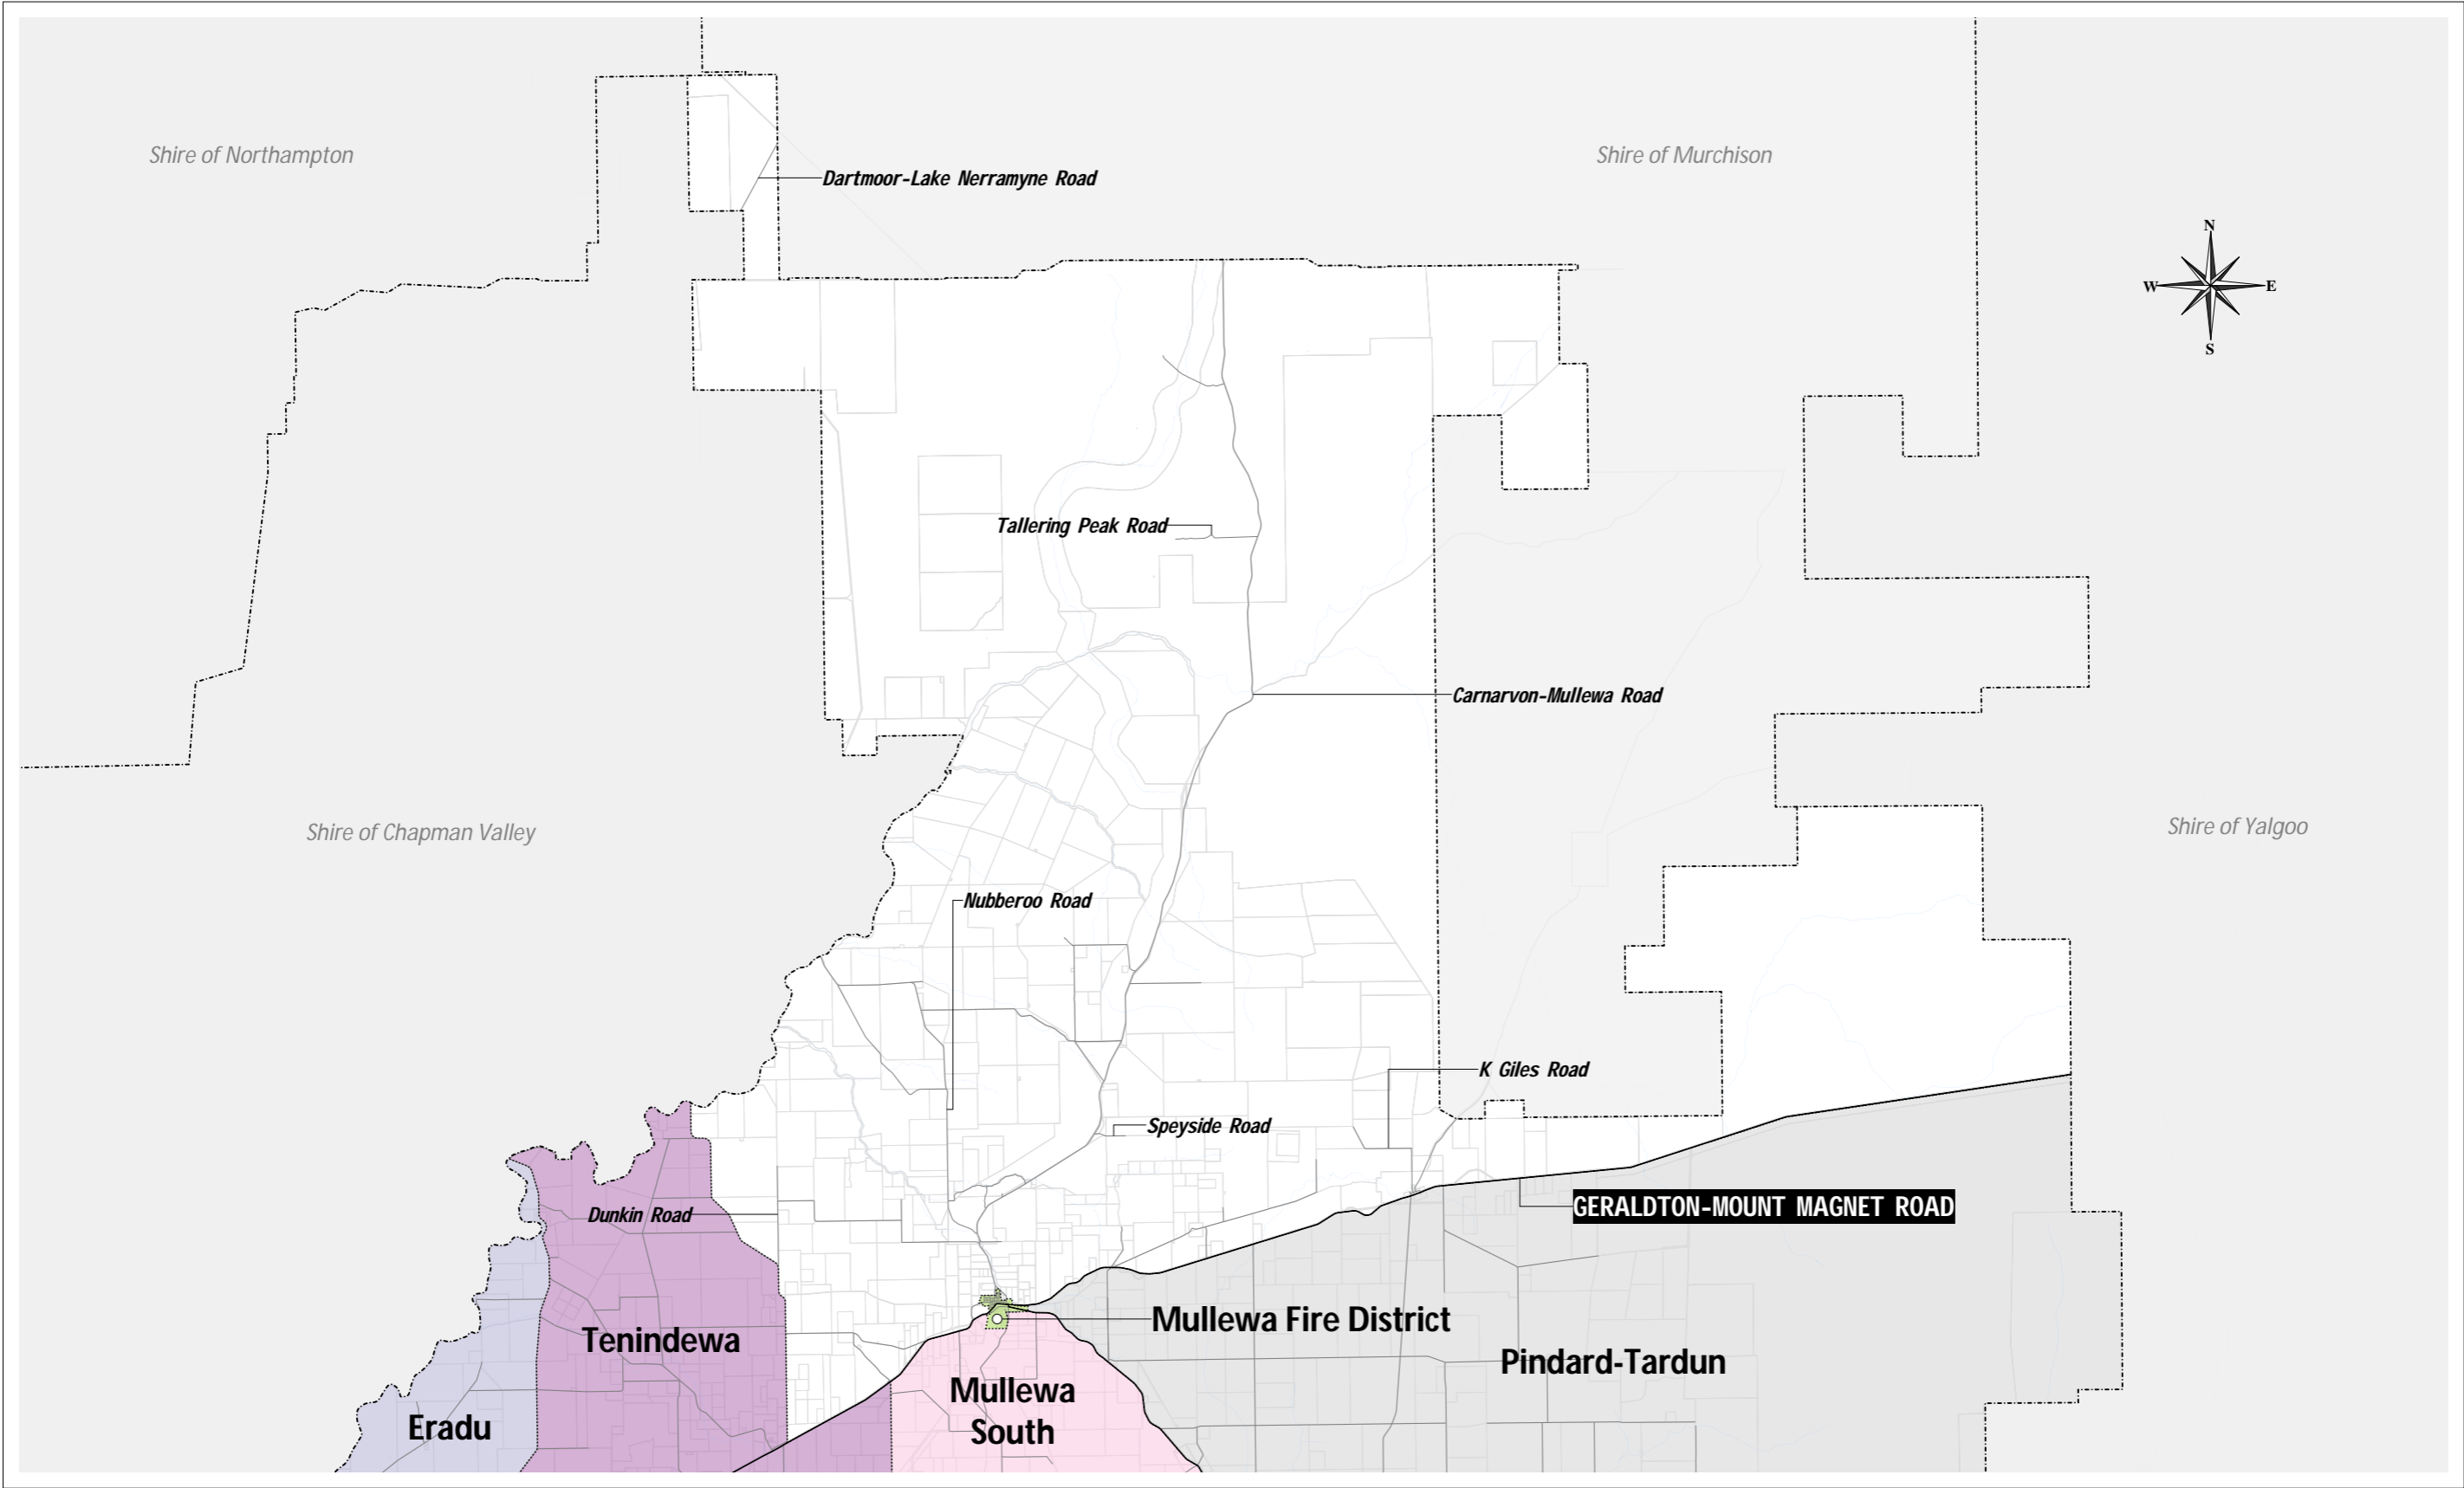 Shire of Northampton
Shire of Murchison
Dartmoor-Lake Nerramyne Road
N
W
E
S
Tallering Peak Road
Carnarvon-Mullewa Road
Shire of Chapman Valley
Shire of Yalgoo
Nubberoo Road
K Giles Road
Speyside Road
GERALDTON-MOUNT MAGNET ROAD
Dunkin Road
Mullewa Fire District
Tenindewa
Pindard-Tardun
Mullewa
South
Eradu